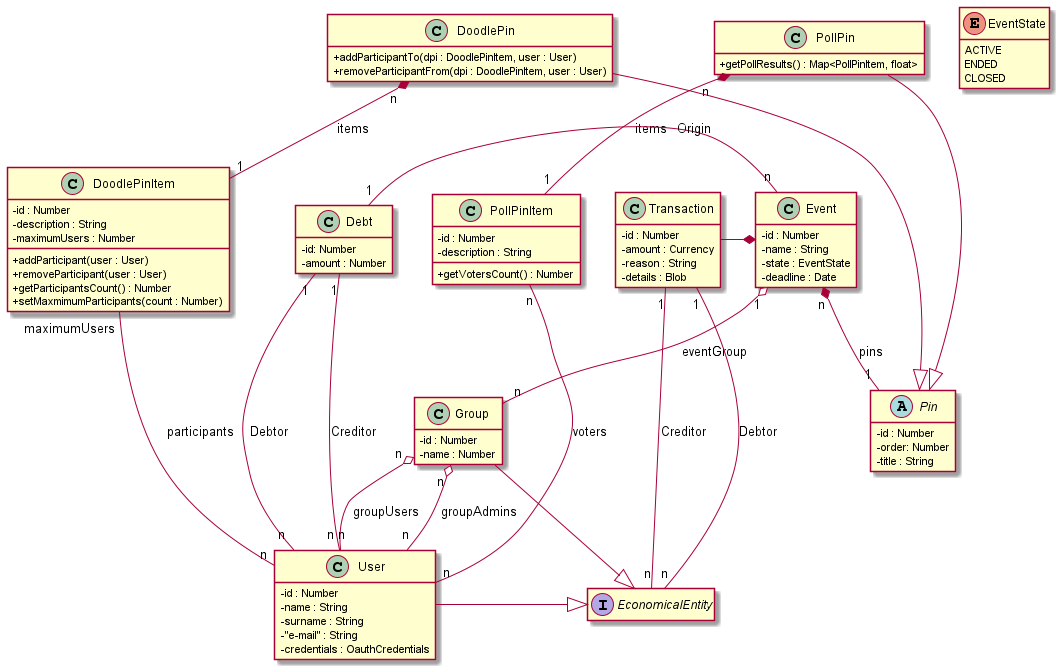 C DoodlePin
+addParticipantTo(dpi : DoodlePinItem, user : User)
+removeParticipantFrom(dpi : DoodlePinItem, user : User)
C PollPin
+getPollResults() : Map<PollPinItem, float>
E EventState
ACTIVE
ENDED
CLOSED
n
n
items
items
Origin
1
1
1
n
C DoodlePinItem
-id : Number
-description : String
-maximumUsers : Number
+addParticipant(user : User)
+removeParticipant(user : User)
+getParticipantsCount() : Number
+setMaxmimumParticipants(count : Number)
C Debt
-id: Number
-amount : Number
C PollPinItem
-id : Number
-description : String
+getVotersCount() : Number
C Transaction
-id : Number
-amount : Currency
-reason : String
-details : Blob
C Event
-id : Number
-name : String
-state : EventState
-deadline : Date
maximumUsers
1
1
n
1
1
1
n
eventGroup
pins
n
1
C Group
-id : Number
-name : Number
A Pin
-id : Number
-order: Number
-title : String
participants
Debtor
Creditor
voters
Creditor
Debtor
n
n
groupUsers
groupAdmins
n
n
n
n
n
n
n
n
C User
-id : Number
-name : String
-surname : String
-"e-mail" : String
-credentials : OauthCredentials
I EconomicalEntity